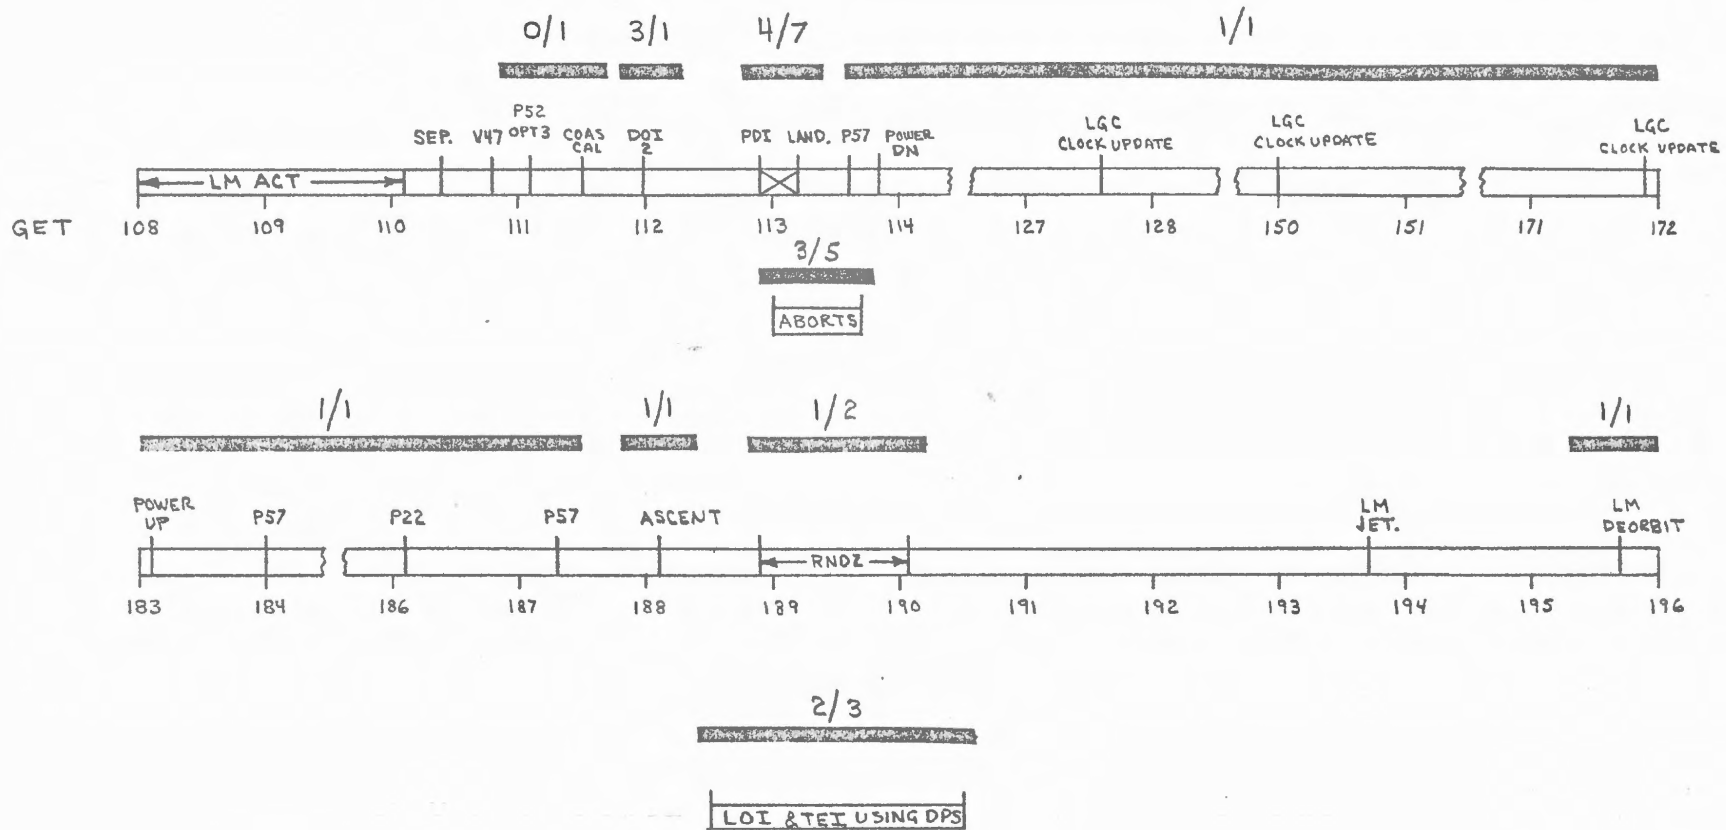 0/1 3/1 4/7 1/1
SEP. V47 P52 OPT3 COAS CAL DOI 2 PDI LAND. P57 POWER DN LGC CLOCK UPDATE LGC CLOCK UPDATE LGC CLOCK UPDATE
LM ACT
GET 108 109 110 111 112 113 114 127 128 150 151 171 172
3/5
ABORTS
1/1 1/1 1/2 1/1
POWER UP P57 P22 P57 ASCENT LM JET. LM DEORBIT
RNDZ
183 184 186 187 188 189 190 191 192 193 194 195 196
2/3
LOI & TEI USING DPS